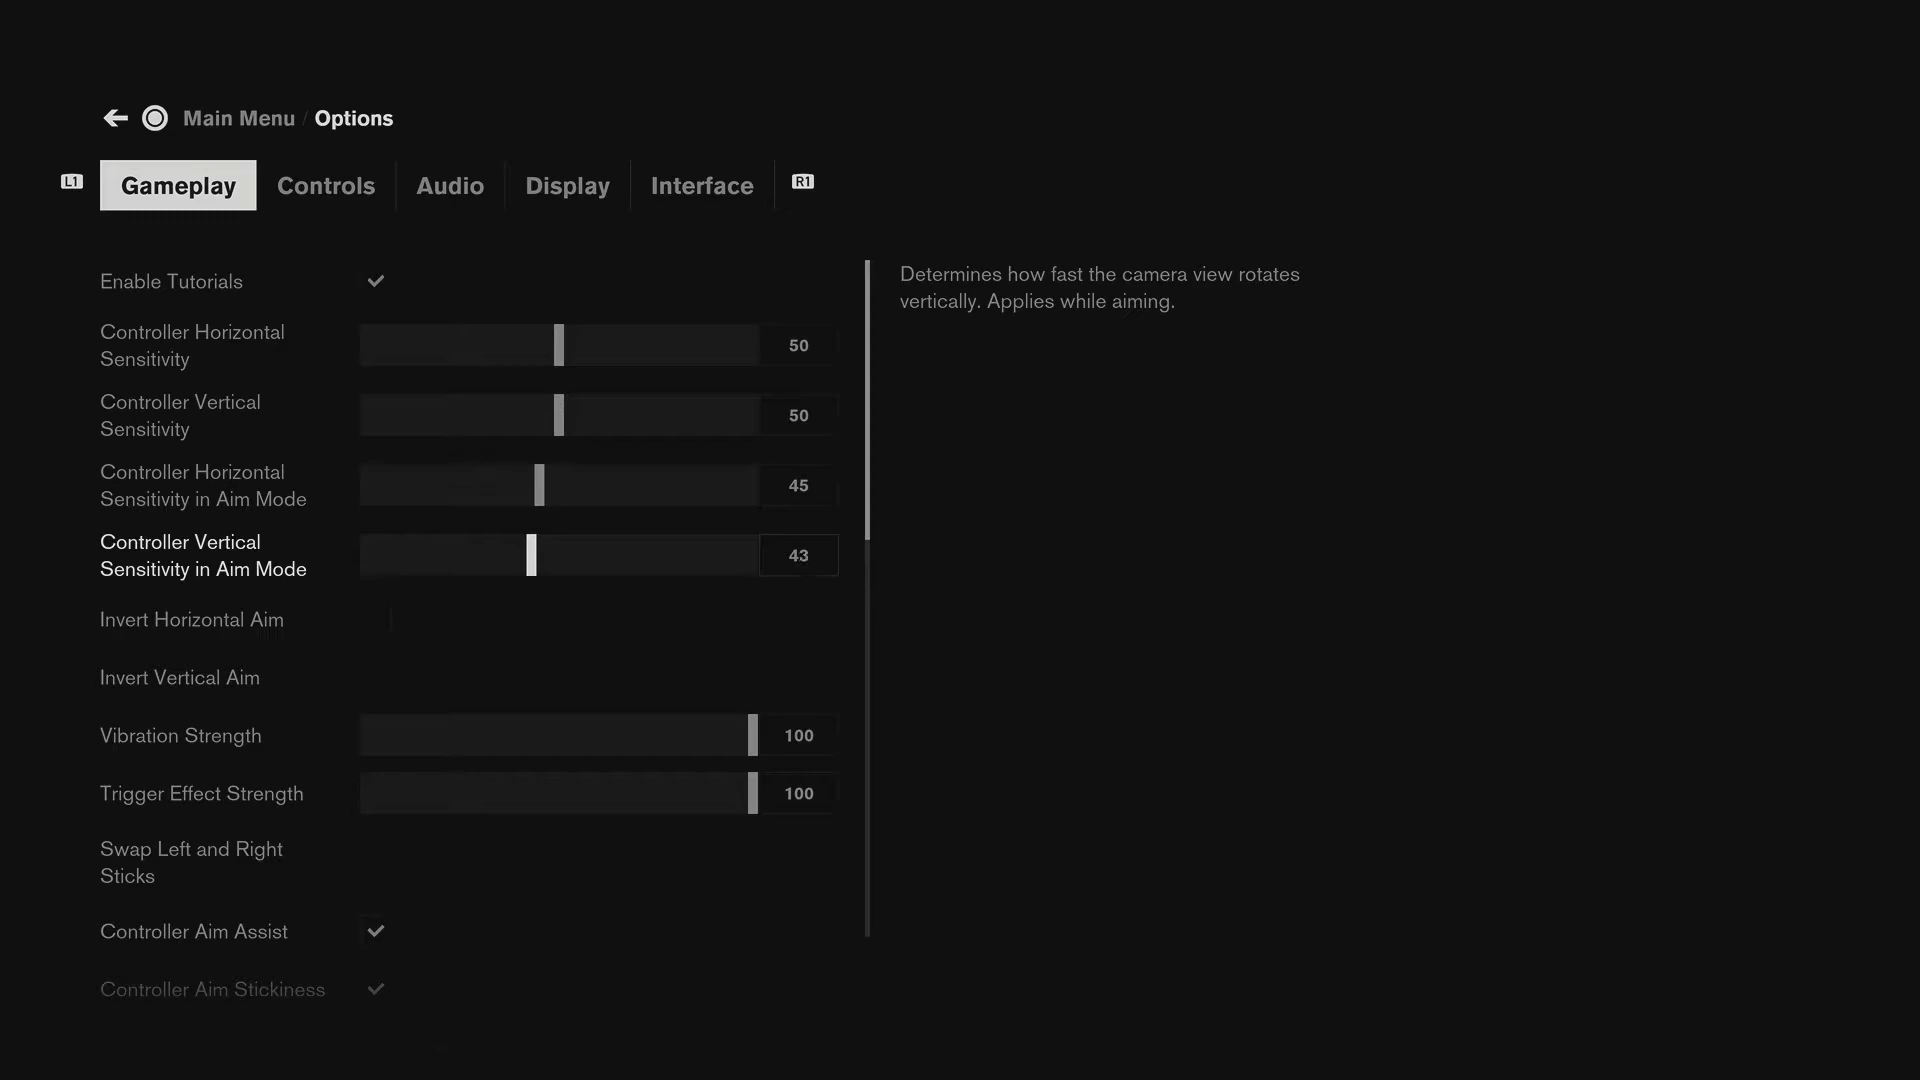 Main Menu / Options
L1 Gameplay Controls Audio Display Interface R1
Enable Tutorials
Determines how fast the camera view rotates
vertically. Applies while aiming.
Controller Horizontal
Sensitivity
50
Controller Vertical
Sensitivity
50
Controller Horizontal
Sensitivity in Aim Mode
45
Controller Vertical
Sensitivity in Aim Mode
43
Invert Horizontal Aim
Invert Vertical Aim
Vibration Strength 100
Trigger Effect Strength 100
Swap Left and Right
Sticks
Controller Aim Assist
Controller Aim Stickiness